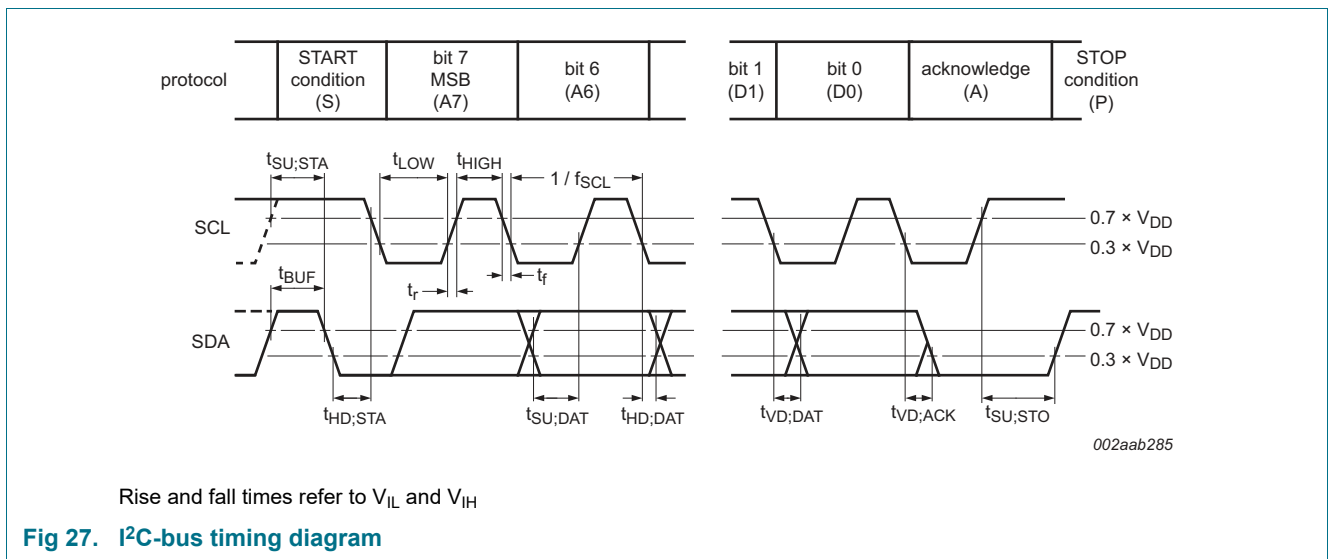 protocol
START
condition
(S)
bit 7
MSB
(A7)
bit 6
(A6)
bit 1
(D1)
bit 0
(D0)
acknowledge
(A)
STOP
condition
(P)
tSU;STA
tLOW
tHIGH
1 / fSCL
SCL
0.7 × VDD
0.3 × VDD
tBUF
tr
tf
SDA
0.7 × VDD
0.3 × VDD
tHD;STA
tSU;DAT
tHD;DAT
tVD;DAT
tVD;ACK
tSU;STO
002aab285
Rise and fall times refer to VIL and VIH
Fig 27. I²C-bus timing diagram